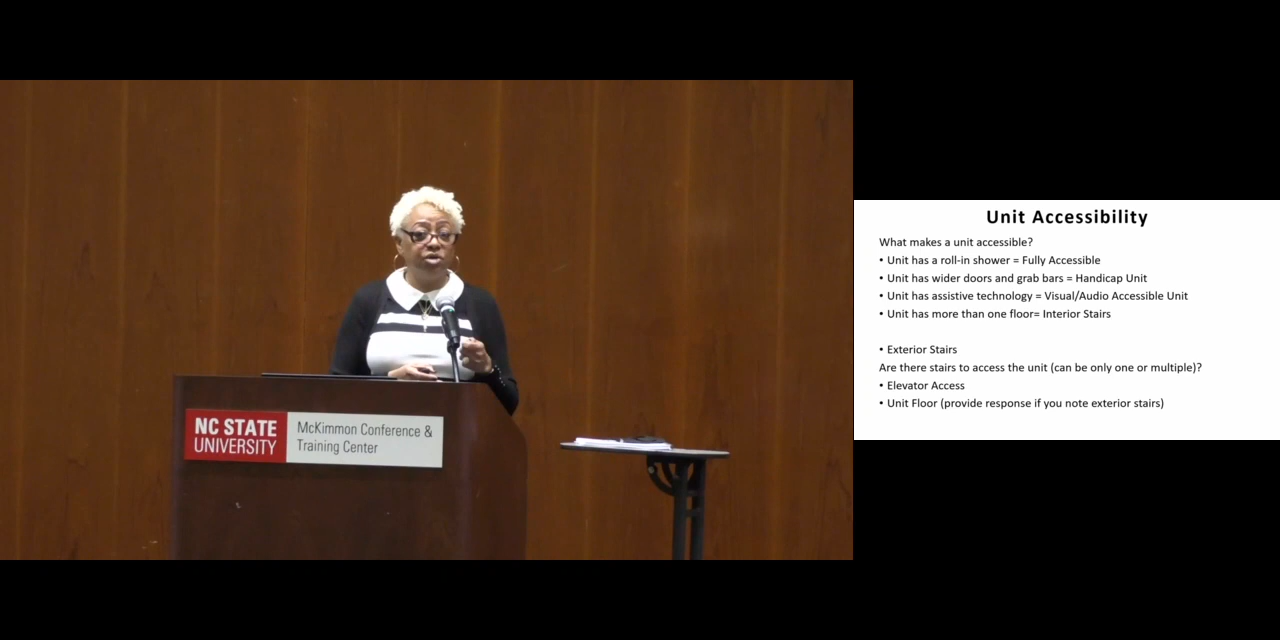 NC STATE
UNIVERSITY
McKimmon Conference &
Training Center
Unit Accessibility
What makes a unit accessible?
• Unit has a roll-in shower = Fully Accessible
• Unit has wider doors and grab bars = Handicap Unit
• Unit has assistive technology = Visual/Audio Accessible Unit
• Unit has more than one floor= Interior Stairs
• Exterior Stairs
Are there stairs to access the unit (can be only one or multiple)?
• Elevator Access
• Unit Floor (provide response if you note exterior stairs)